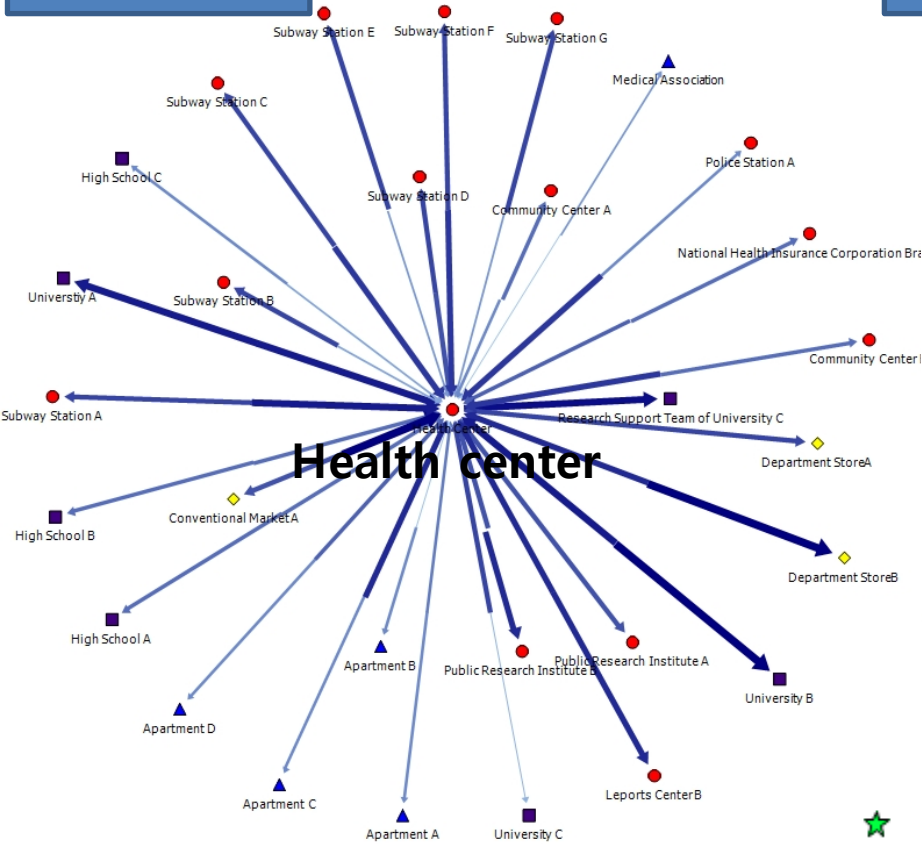 Subway Station E
Subway Station F
Subway Station G
Medical Association
Subway Station C
Police Station A
High School C
Subway Station D
Community Center A
National Health Insurance Corporation Bra
Universtiy A
Subway Station B
Community Center
Subway Station A
Research Support Team of University C
Health Center
Health center
Department StoreA
Conventional Market A
High School B
Department StoreB
High School A
Apartment B
Public Research Institute B
Public Research Institute A
University B
Apartment D
Apartment C
Leports Center B
Apartment A
University C